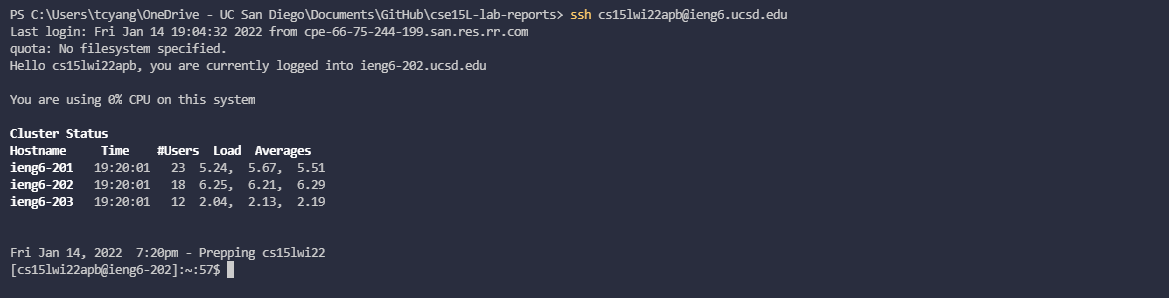 PS C:\Users\tcyang\OneDrive - UC San Diego\Documents\GitHub\cse15L-lab-reports> ssh cs15lwi22apb@ieng6.ucsd.edu
Last login: Fri Jan 14 19:04:32 2022 from cpe-66-75-244-199.san.res.rr.com
quota: No filesystem specified.
Hello cs15lwi22apb, you are currently logged into ieng6-202.ucsd.edu
You are using 0% CPU on this system
Cluster Status
Hostname     Time    #Users  Load  Averages
ieng6-201   19:20:01   23  5.24,  5.67,  5.51
ieng6-202   19:20:01   18  6.25,  6.21,  6.29
ieng6-203   19:20:01   12  2.04,  2.13,  2.19
Fri Jan 14, 2022  7:20pm - Prepping cs15lwi22
[cs15lwi22apb@ieng6-202]:~:57$